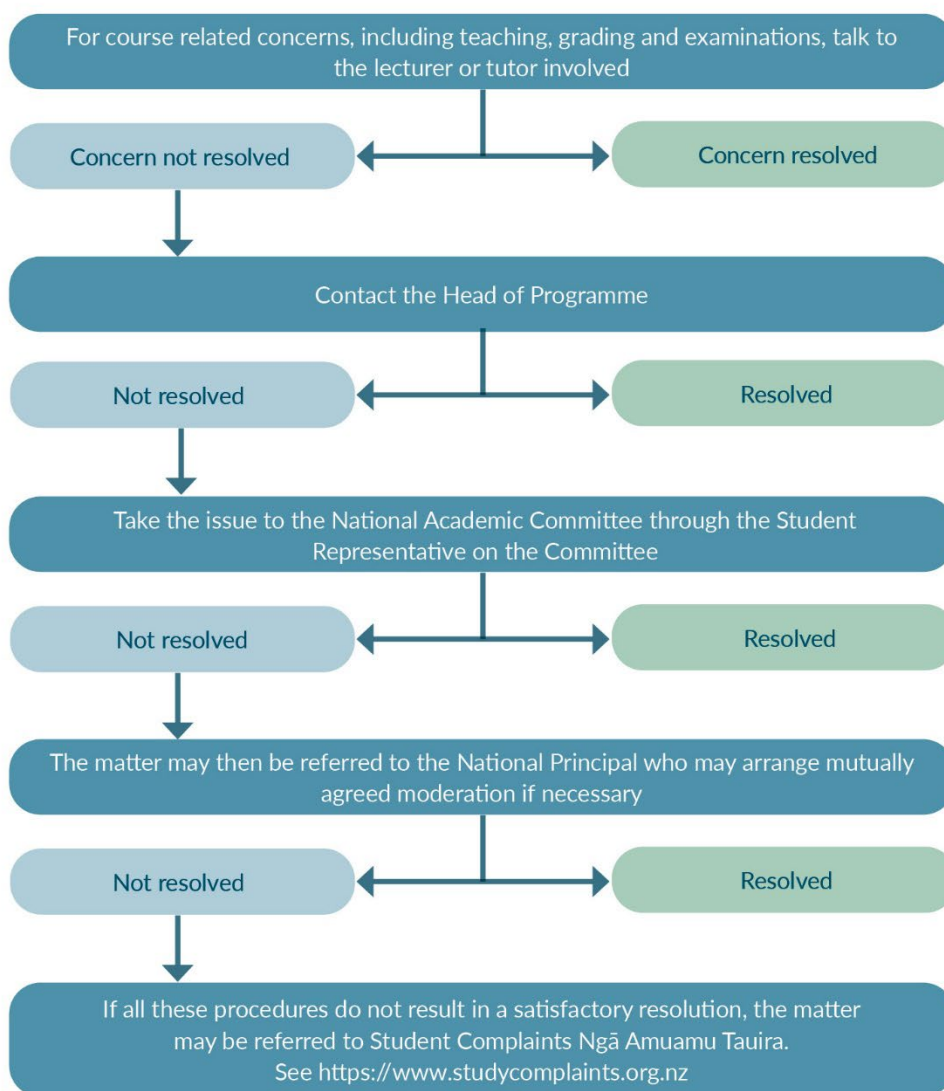 For course related concerns, including teaching, grading and examinations, talk to
the lecturer or tutor involved
Concern not resolved
Concern resolved
Contact the Head of Programme
Not resolved
Resolved
Take the issue to the National Academic Committee through the Student
Representative on the Committee
Not resolved
Resolved
The matter may then be referred to the National Principal who may arrange mutually
agreed moderation if necessary
Not resolved
Resolved
If all these procedures do not result in a satisfactory resolution, the matter
may be referred to Student Complaints Ngā Amuamu Tauira.
See https://www.studycomplaints.org.nz